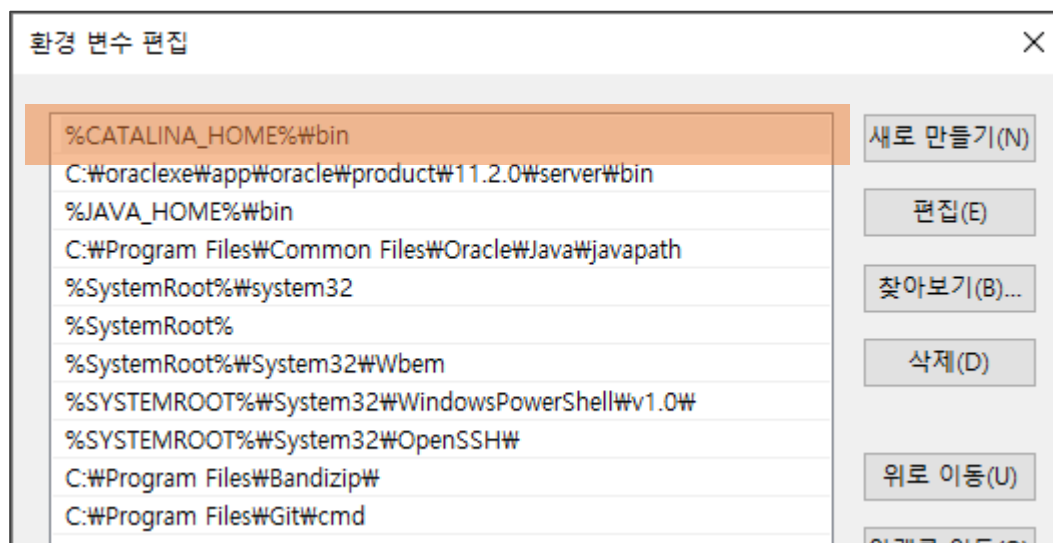 환경 변수 편집
%CATALINA_HOME%₩bin
새로 만들기(N)
C:₩oraclexe₩app₩oracle₩product₩11.2.0₩server₩bin
%JAVA_HOME%₩bin
편집(E)
C:₩Program Files₩Common Files₩Oracle₩Java₩javapath
%SystemRoot%₩system32
찾아보기(B)...
%SystemRoot%
%SystemRoot%₩System32₩Wbem
삭제(D)
%SYSTEMROOT%₩System32₩WindowsPowerShell₩v1.0₩
%SYSTEMROOT%₩System32₩OpenSSH₩
C:₩Program Files₩Bandizip₩
위로 이동(U)
C:₩Program Files₩Git₩cmd